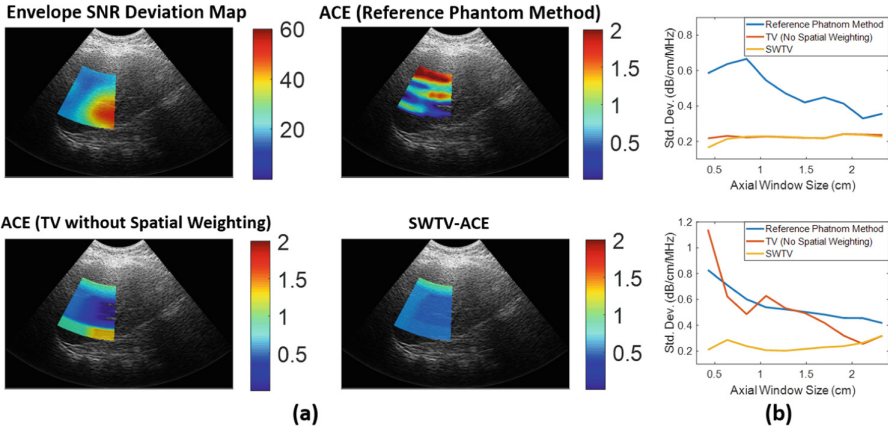 Envelope SNR Deviation Map
60
40
20
ACE (Reference Phantom Method)
2
1.5
1
0.5
ACE (TV without Spatial Weighting)
2
1.5
1
0.5
SWTV-ACE
2
1.5
1
0.5
(a)
Reference Phatnom Method
TV (No Spatial Weighting)
SWTV
Std. Dev. (dB/cm/MHz)
0.8
0.6
0.4
0.2
0.5 1 1.5 2
Axial Window Size (cm)
Reference Phatnom Method
TV (No Spatial Weighting)
SWTV
Std. Dev. (dB/cm/MHz)
1.2
1
0.8
0.6
0.4
0.2
0.5 1 1.5 2
Axial Window Size (cm)
(b)